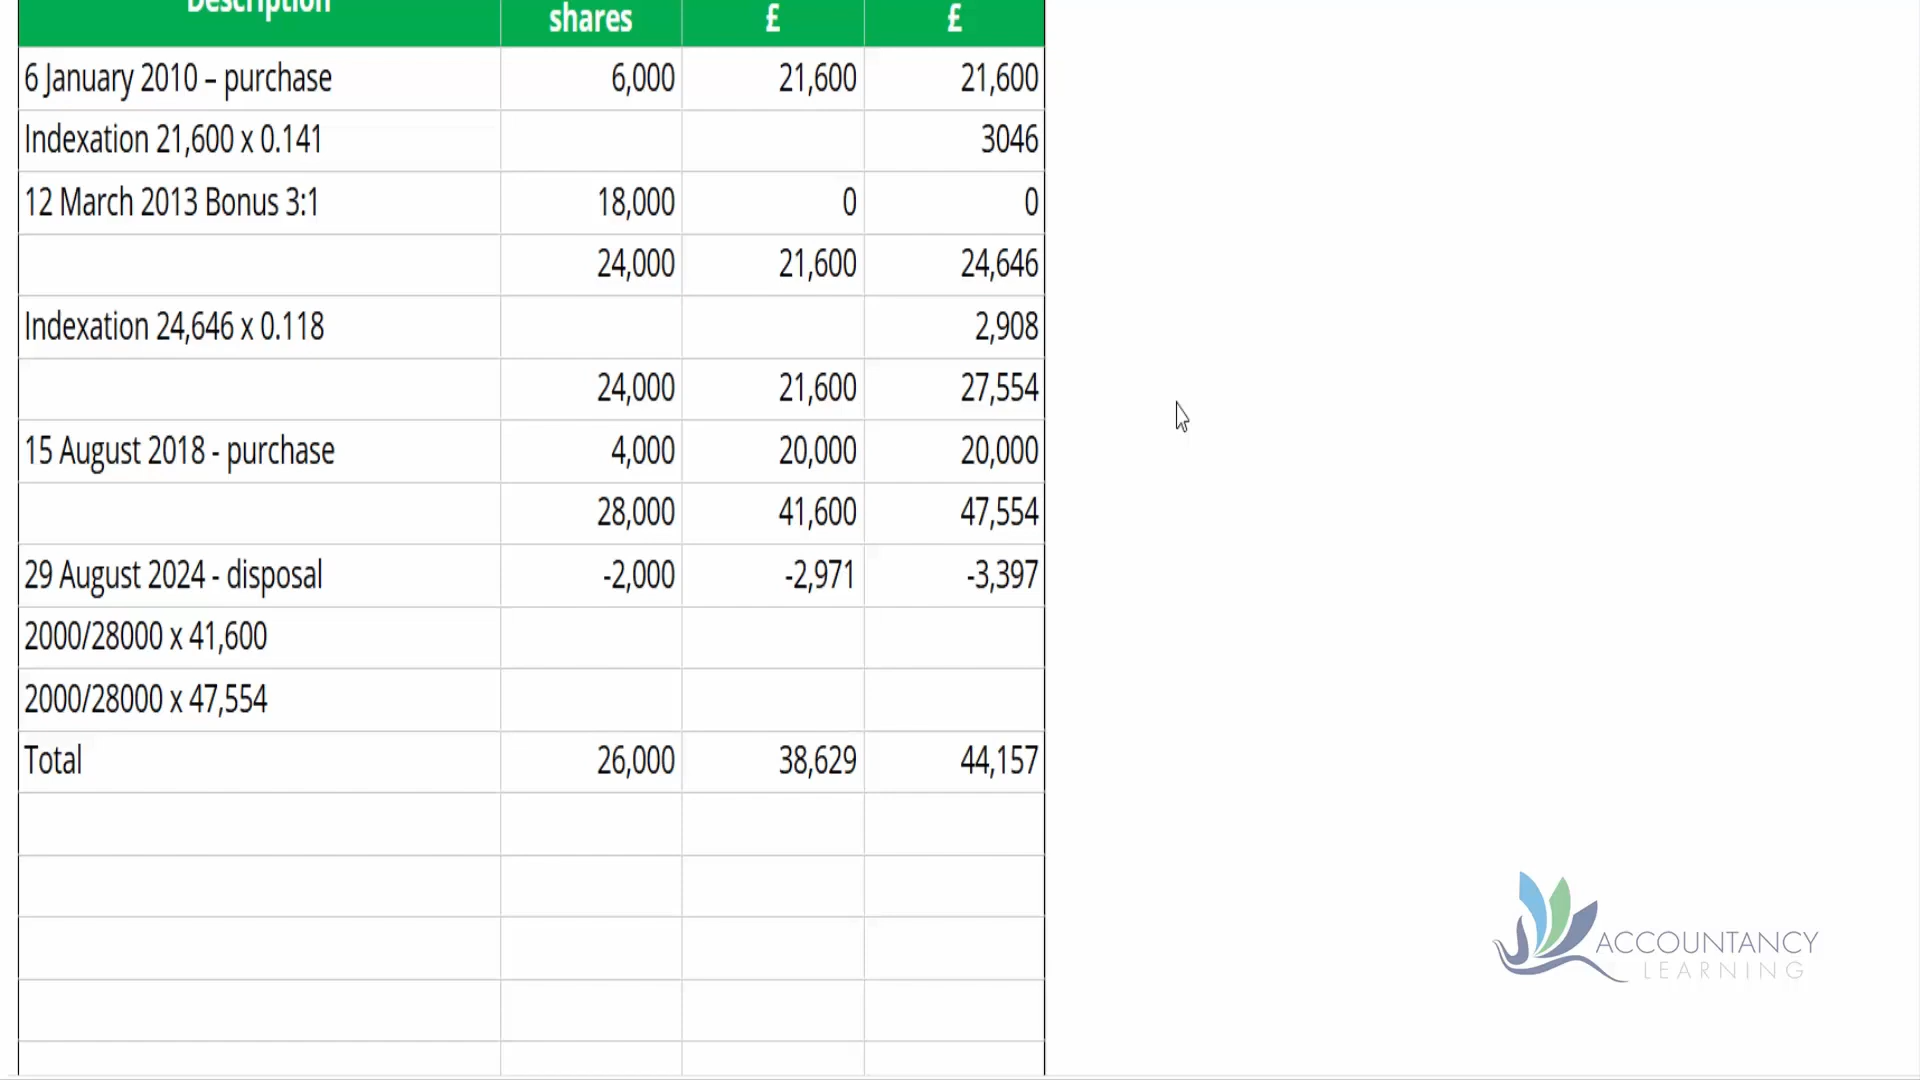 Description shares £ £
6 January 2010 – purchase 6,000 21,600 21,600
Indexation 21,600 x 0.141 3046
12 March 2013 Bonus 3:1 18,000 0 0
24,000 21,600 24,646
Indexation 24,646 x 0.118 2,908
24,000 21,600 27,554
15 August 2018 - purchase 4,000 20,000 20,000
28,000 41,600 47,554
29 August 2024 - disposal -2,000 -2,971 -3,397
2000/28000 x 41,600
2000/28000 x 47,554
Total 26,000 38,629 44,157
ACCOUNTANCY
LEARNING